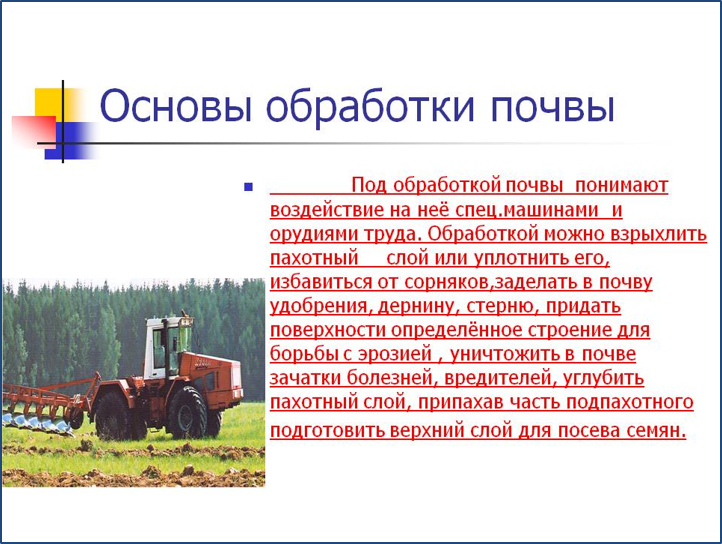 Основы обработки почвы
Под обработкой почвы понимают
воздействие на неё спец.машинами и
орудиями труда. Обработкой можно взрыхлить
пахотный слой или уплотнить его,
избавиться от сорняков,заделать в почву
удобрения, дернину, стерню, придать
поверхности определённое строение для
борьбы с эрозией , уничтожить в почве
зачатки болезней, вредителей, углубить
пахотный слой, припахав часть подпахотного
подготовить верхний слой для посева семян.